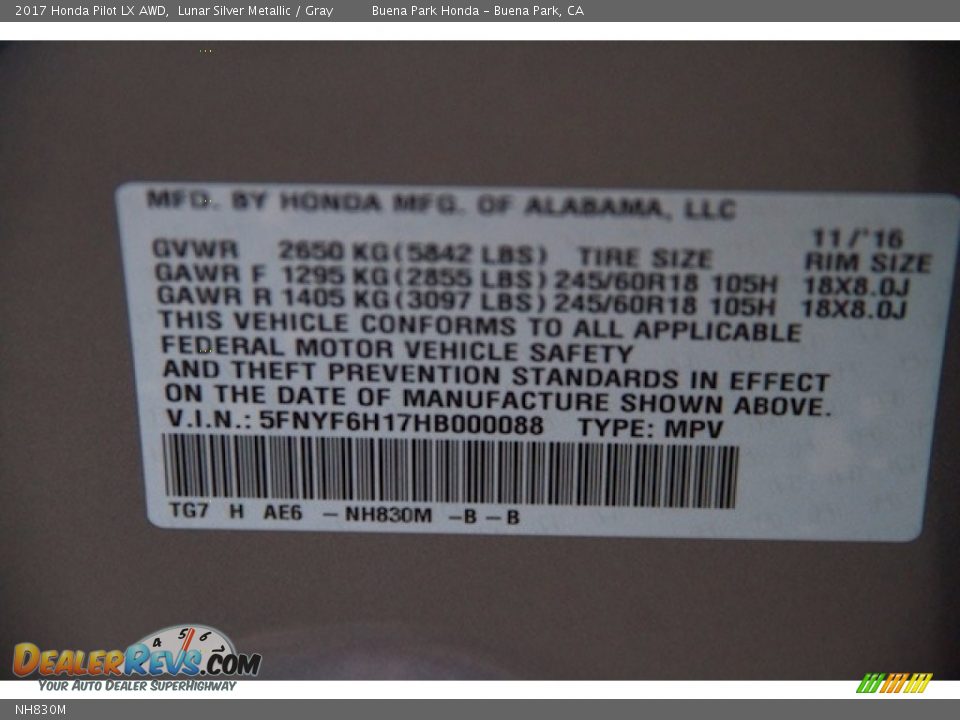 2017 Honda Pilot LX AWD, Lunar Silver Metallic / Gray Buena Park Honda - Buena Park, CA
MFD. BY HONDA MFG. OF ALABAMA, LLC
11/'16
GVWR 2650 KG(5842 LBS) TIRE SIZE RIM SIZE
GAWR F 1295 KG(2855 LBS) 245/60R18 105H 18X8.0J
GAWR R 1405 KG(3097 LBS) 245/60R18 105H 18X8.0J
THIS VEHICLE CONFORMS TO ALL APPLICABLE
FEDERAL MOTOR VEHICLE SAFETY
AND THEFT PREVENTION STANDARDS IN EFFECT
ON THE DATE OF MANUFACTURE SHOWN ABOVE.
V.I.N.: 5FNYF6H17HB000088 TYPE: MPV
TG7 H AE6 -NH830M -B-B
4 5 6 7
DEALERREVS.COM
YOUR AUTO DEALER SUPERHIGHWAY
NH830M